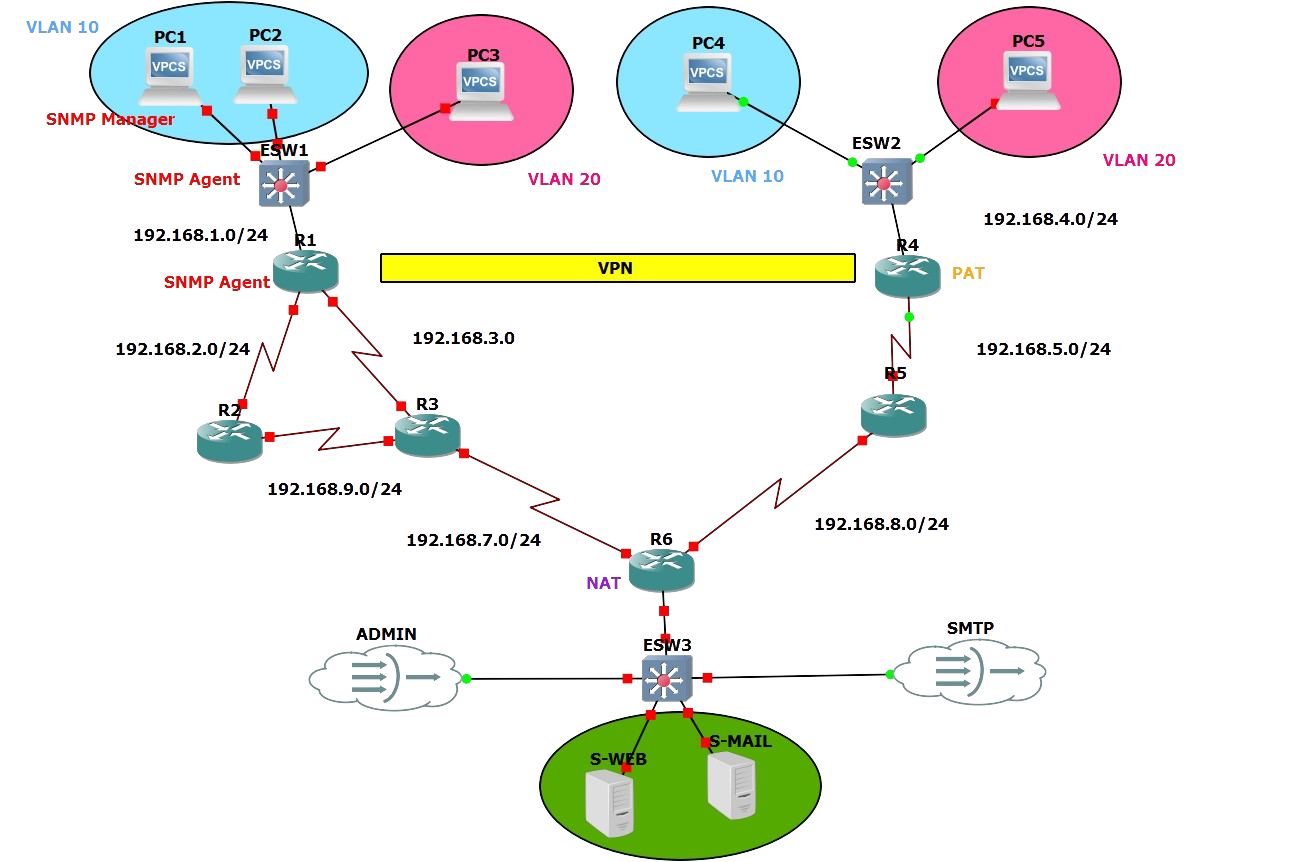 VLAN 10
PC1
PC2
VPCS
VPCS
SNMP Manager
PC3
VPCS
VLAN 20
PC4
VPCS
VLAN 10
PC5
VPCS
VLAN 20
ESW1
SNMP Agent
ESW2
192.168.1.0/24
192.168.4.0/24
R1
SNMP Agent
VPN
R4
PAT
192.168.2.0/24
192.168.3.0
192.168.5.0/24
R5
R2
R3
192.168.9.0/24
192.168.7.0/24
192.168.8.0/24
R6
NAT
ADMIN
ESW3
SMTP
S-WEB
S-MAIL